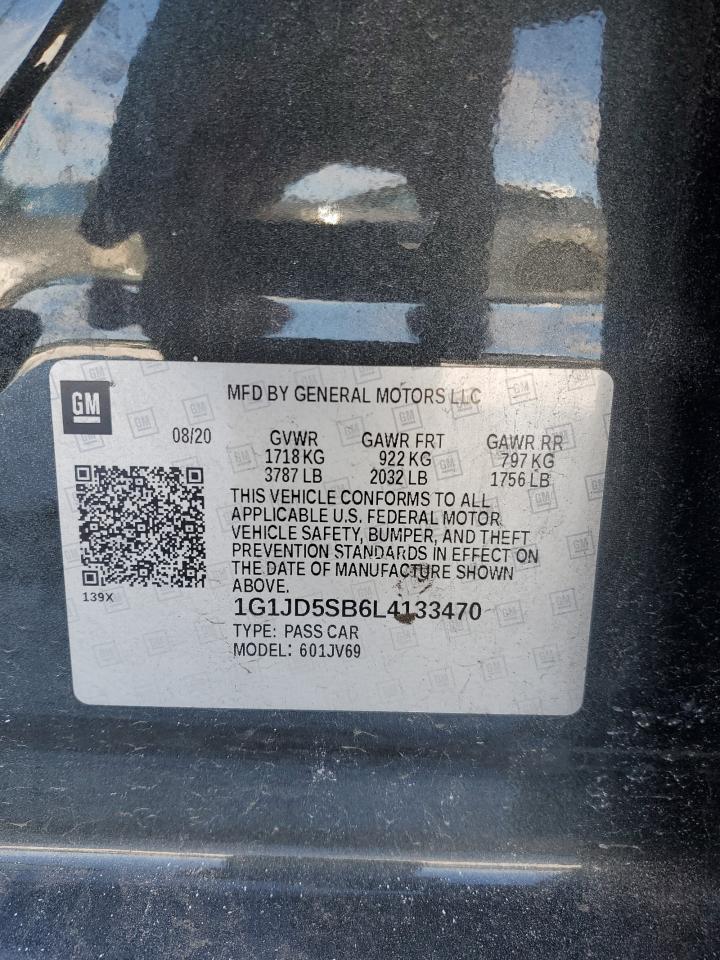 GM
MFD BY GENERAL MOTORS LLC
08/20
GVWR GAWR FRT GAWR RR
1718 KG 922 KG 797 KG
3787 LB 2032 LB 1756 LB
THIS VEHICLE CONFORMS TO ALL
APPLICABLE U.S. FEDERAL MOTOR
VEHICLE SAFETY, BUMPER, AND THEFT
PREVENTION STANDARDS IN EFFECT ON
THE DATE OF MANUFACTURE SHOWN
ABOVE.
139X
1G1JD5SB6L4133470
TYPE: PASS CAR
MODEL: 601JV69